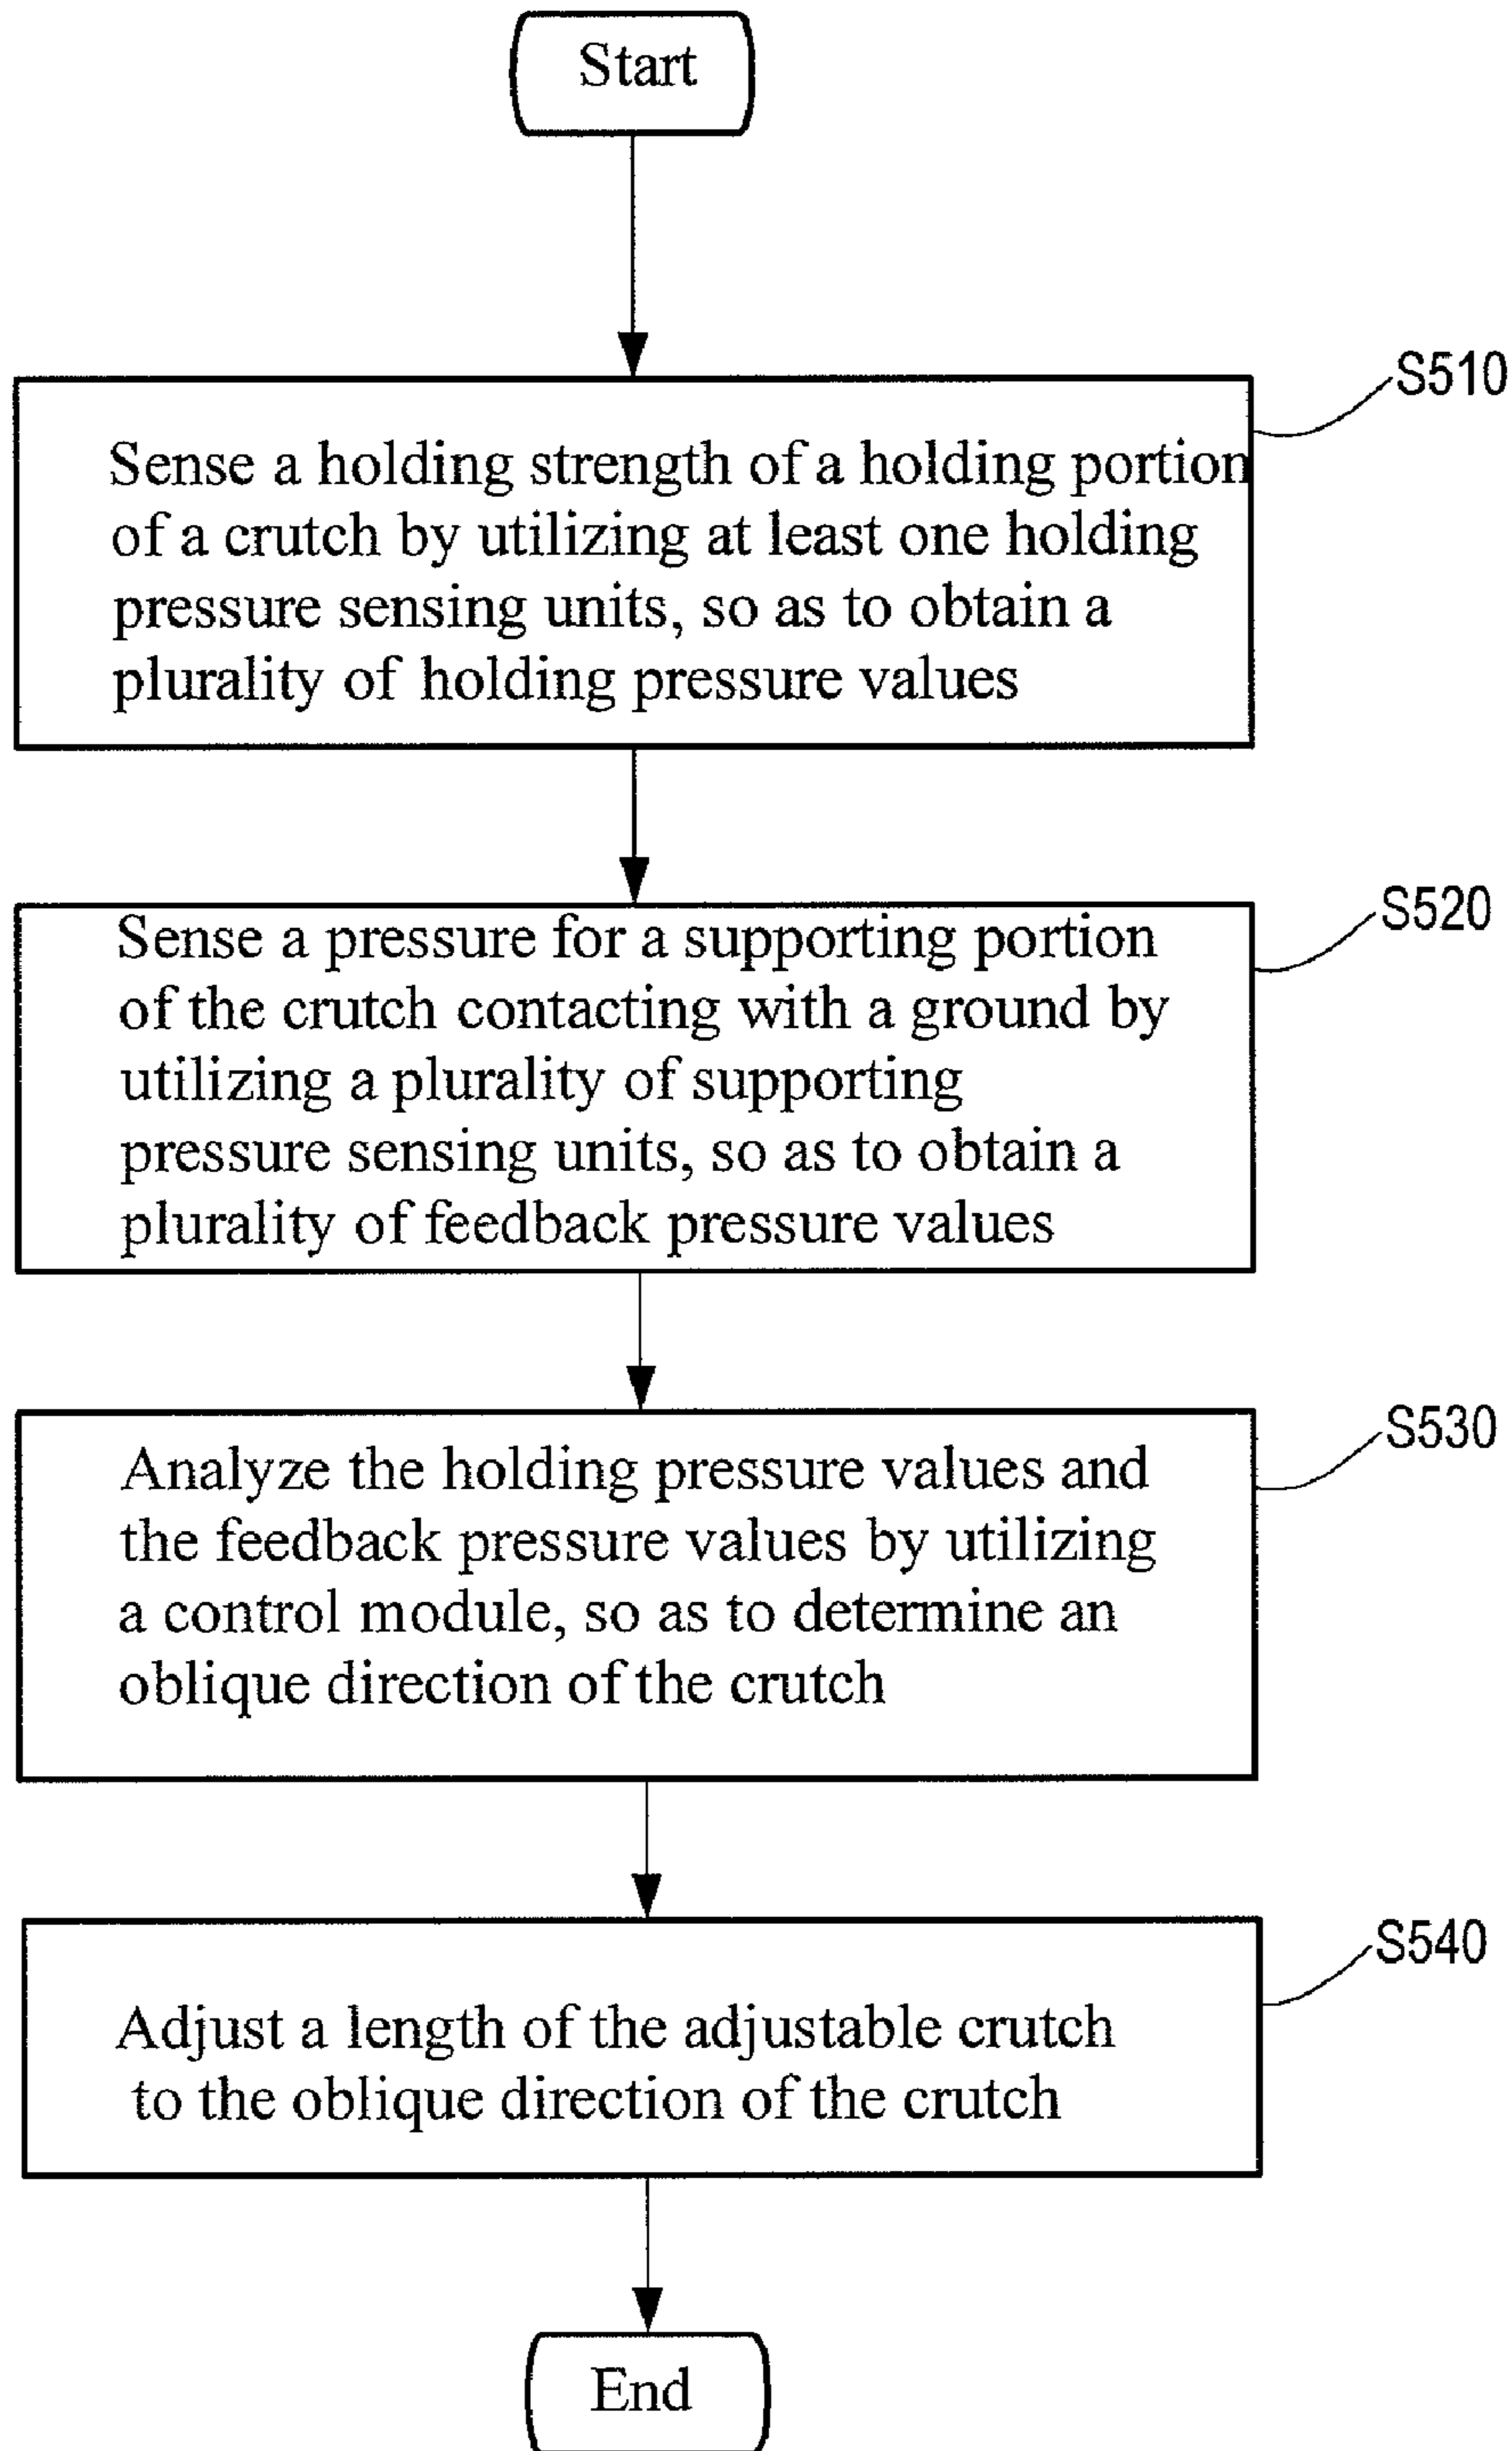 Start
S510
Sense a holding strength of a holding portion
of a crutch by utilizing at least one holding
pressure sensing units, so as to obtain a
plurality of holding pressure values
S520
Sense a pressure for a supporting portion
of the crutch contacting with a ground by
utilizing a plurality of supporting
pressure sensing units, so as to obtain a
plurality of feedback pressure values
S530
Analyze the holding pressure values and
the feedback pressure values by utilizing
a control module, so as to determine an
oblique direction of the crutch
S540
Adjust a length of the adjustable crutch
to the oblique direction of the crutch
End